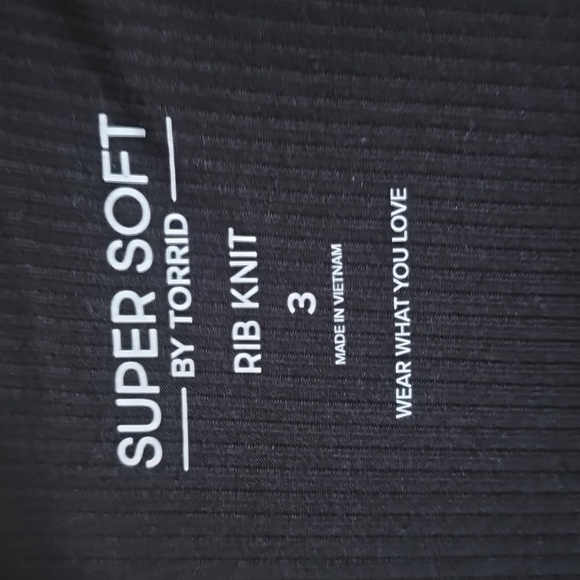 SUPER SOFT
BY TORRID
RIB KNIT
3
MADE IN VIETNAM
WEAR WHAT YOU LOVE